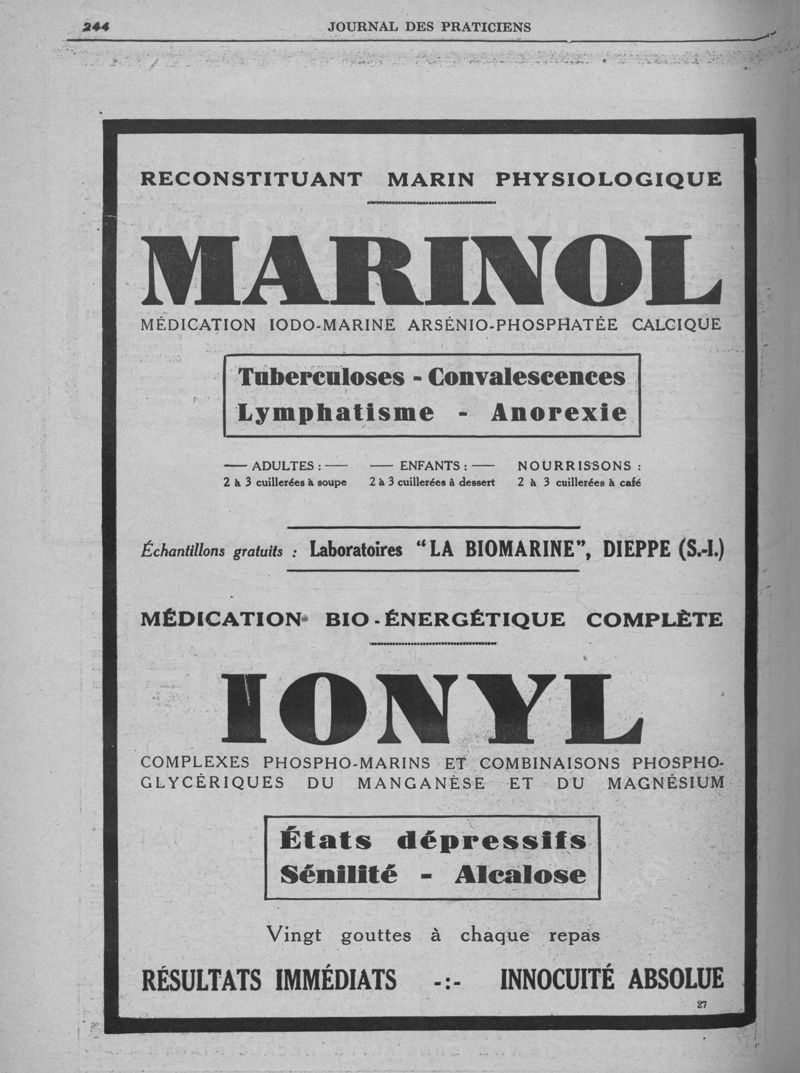 244
JOURNAL DES PRATICIENS
RECONSTITUANT MARIN PHYSIOLOGIQUE
MARINOL
MÉDICATION IODO-MARINE ARSÉNIO-PHOSPHATÉE CALCIQUE
Tuberculoses - Convalescences
Lymphatisme - Anorexie
— ADULTES : — — ENFANTS : — NOURRISSONS :
2 à 3 cuillerées à soupe 2 à 3 cuillerées à dessert 2 à 3 cuillerées à café
Échantillons gratuits : Laboratoires "LA BIOMARINE", DIEPPE (S.-I.)
MÉDICATION BIO-ÉNERGÉTIQUE COMPLÈTE
IONYL
COMPLEXES PHOSPHO-MARINS ET COMBINAISONS PHOSPHO-
GLYCÉRIQUES DU MANGANÈSE ET DU MAGNÉSIUM
États dépressifs
Sénilité - Alcalose
Vingt gouttes à chaque repas
RÉSULTATS IMMÉDIATS -:- INNOCUITÉ ABSOLUE
27